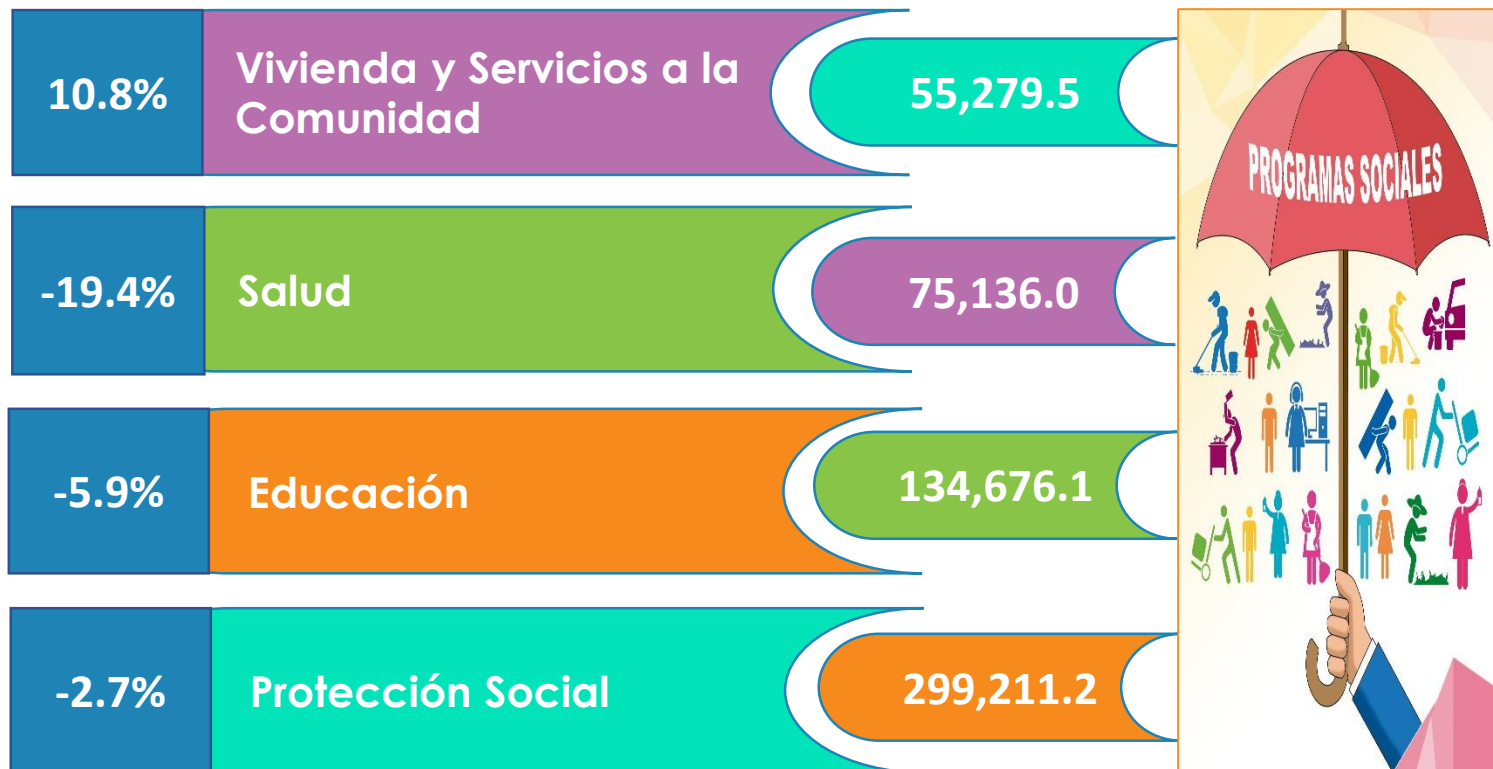 10.8%
Vivienda y Servicios a la
Comunidad
55,279.5
PROGRAMAS SOCIALES
-19.4%
Salud
75,136.0
-5.9%
Educación
134,676.1
-2.7%
Protección Social
299,211.2